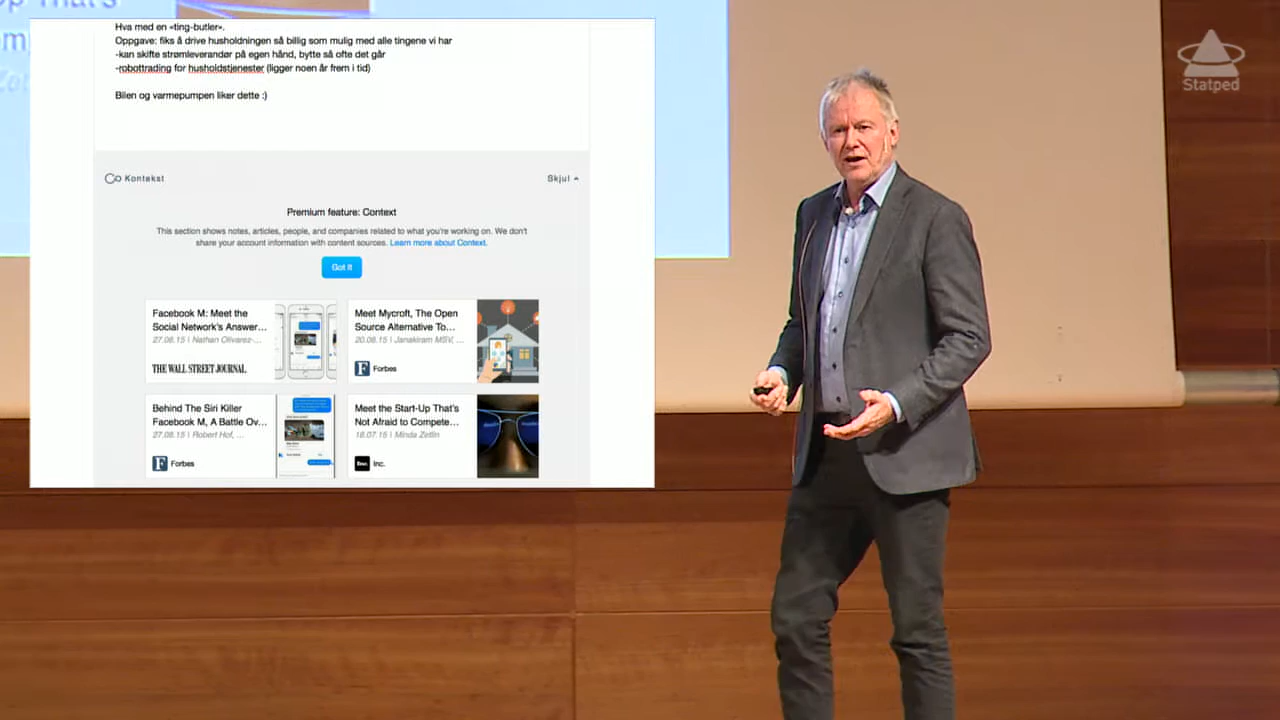 Hva med en «ting-butler».
Oppgave: fiks å drive husholdningen så billig som mulig med alle tingene vi har
-kan skifte strømleverandør på egen hånd, bytte så ofte det går
-robottrading for husholdstjenester (ligger noen år frem i tid)
Bilen og varmepumpen liker dette :)
Kontekst
Skjul
Premium feature: Context
This section shows notes, articles, people, and companies related to what you're working on. We don't
share your account information with content sources. Learn more about Context.
Got it
Facebook M: Meet the
Social Network's Answer...
27.08.15 | Nathan Olivarez-...
THE WALL STREET JOURNAL
Meet Mycroft, The Open
Source Alternative To...
20.08.15 | Janakiram MSV, ...
F Forbes
Behind The Siri Killer
Facebook M, A Battle Ov...
27.08.15 | Robert Hof, ...
F Forbes
Meet the Start-Up That's
Not Afraid to Compete...
18.07.15 | Minda Zetlin
Inc. Inc.
That's
Statped